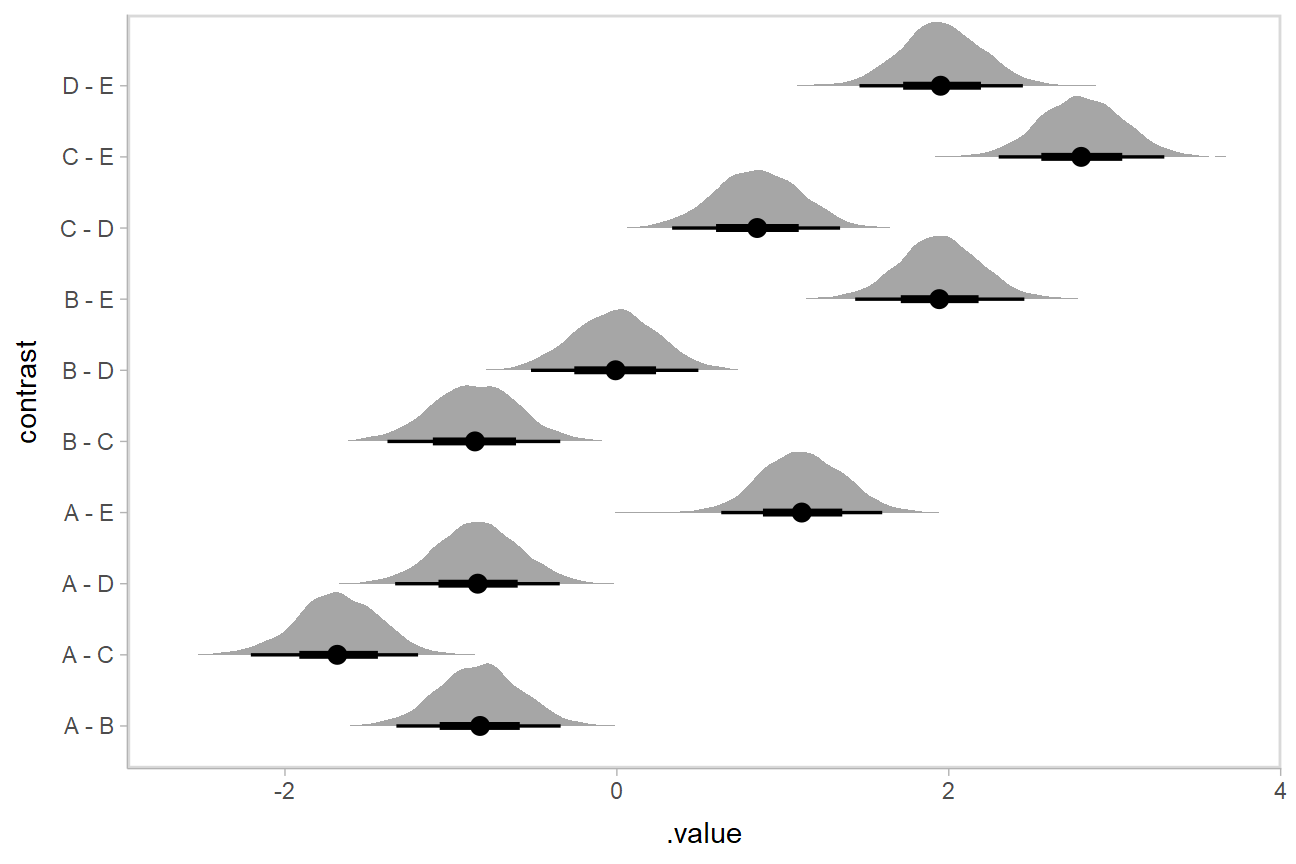 D - E
C - E
C - D
B - E
B - D
B - C
A - E
A - D
A - C
A - B
contrast
-2 0 2 4
.value